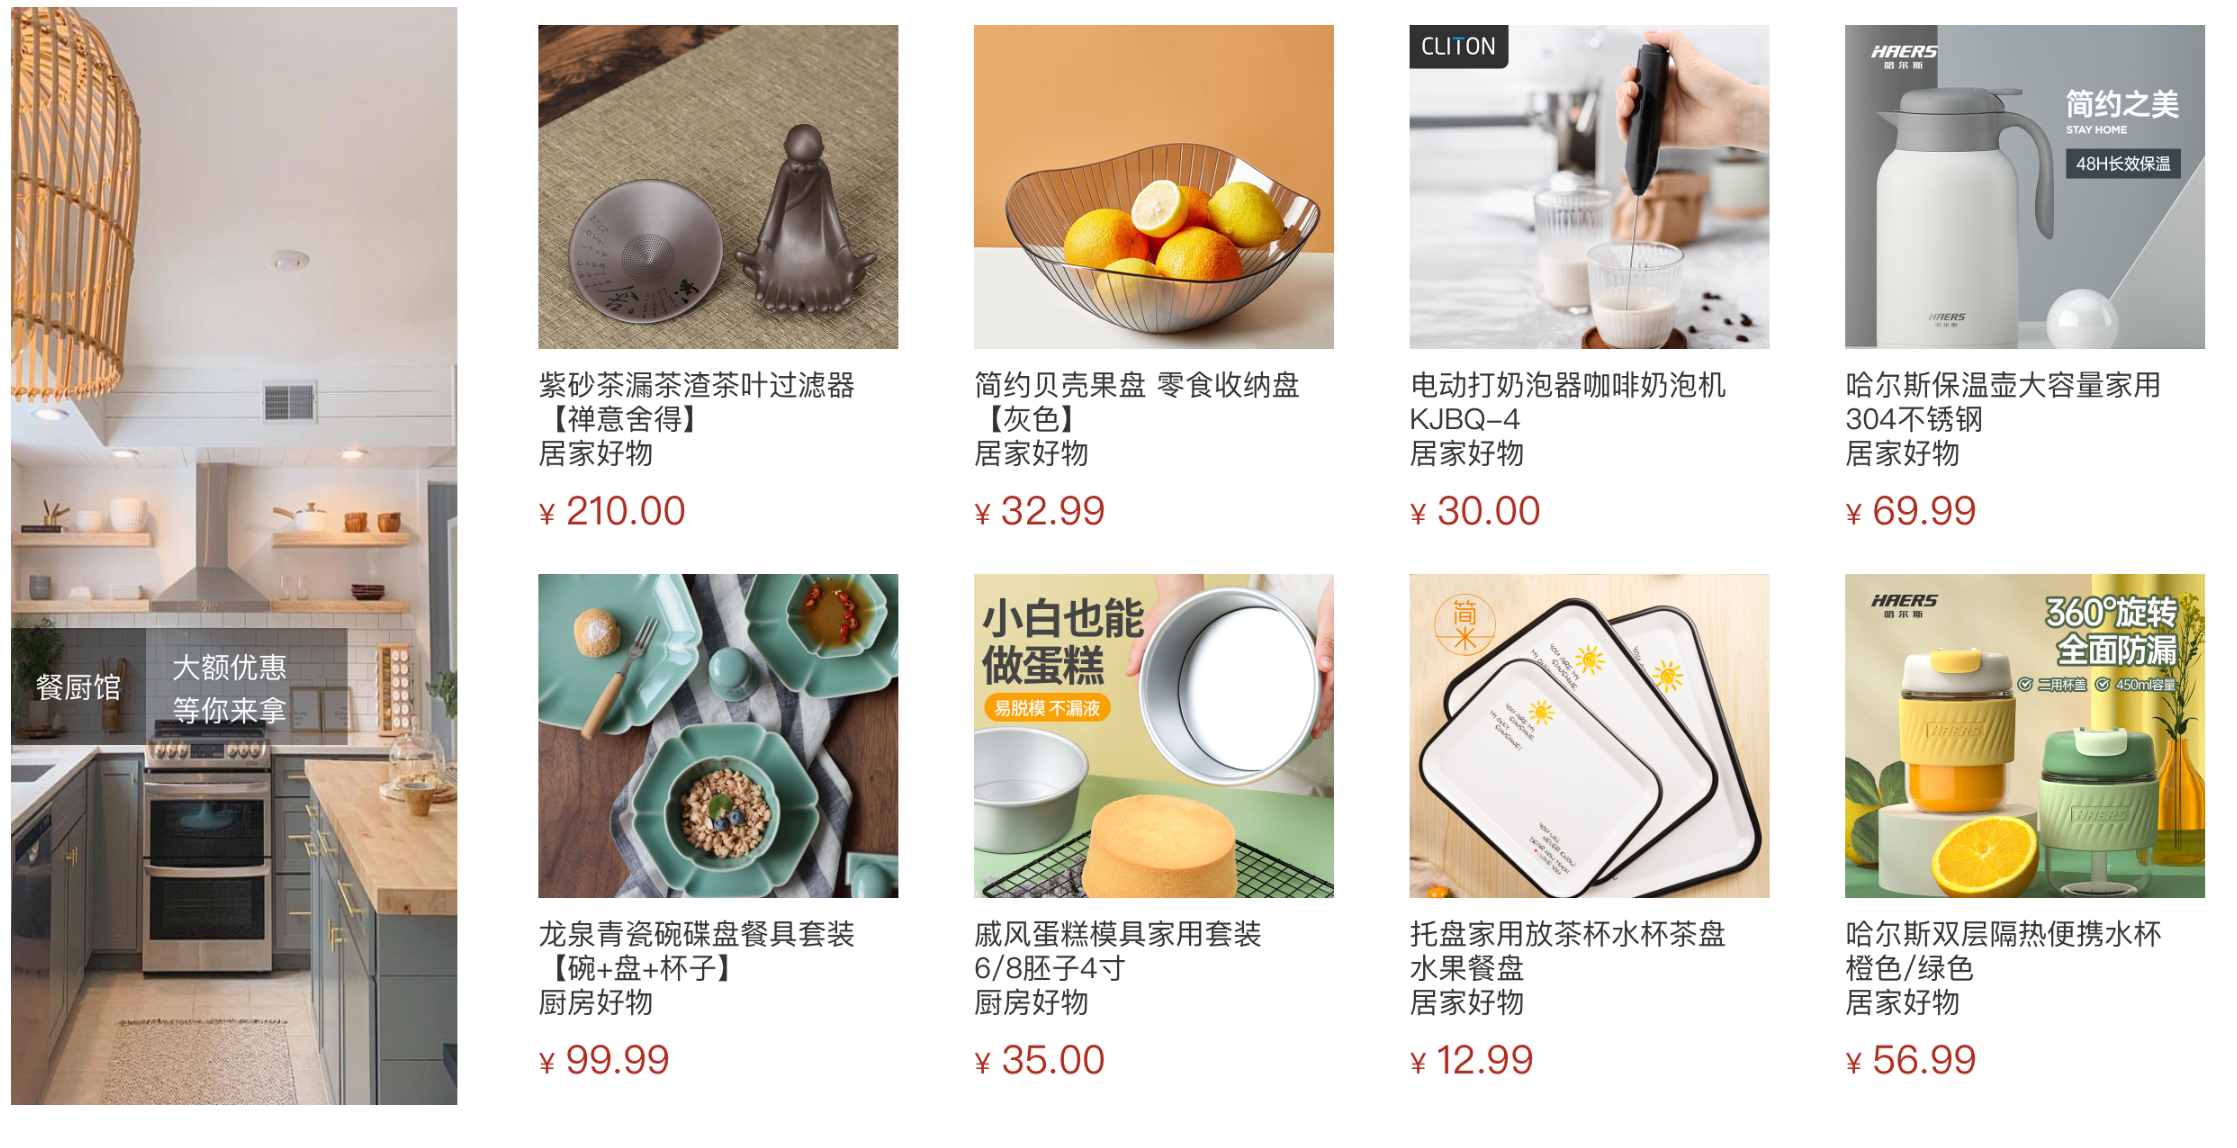 餐厨馆
大额优惠
等你来拿
紫砂茶漏茶渣茶叶过滤器
【禅意舍得】
居家好物
¥ 210.00
简约贝壳果盘 零食收纳盘
【灰色】
居家好物
¥ 32.99
CLITON
电动打奶泡器咖啡奶泡机
KJBQ-4
居家好物
¥ 30.00
HAERS
哈尔斯
简约之美
STAY HOME
48H长效保温
HAERS
哈尔斯
哈尔斯保温壶大容量家用
304不锈钢
居家好物
¥ 69.99
龙泉青瓷碗碟盘餐具套装
【碗+盘+杯子】
厨房好物
¥ 99.99
小白也能
做蛋糕
易脱模 不漏液
戚风蛋糕模具家用套装
6/8胚子4寸
厨房好物
¥ 35.00
简
米
托盘家用放茶杯水杯茶盘
水果餐盘
居家好物
¥ 12.99
HAERS
哈尔斯
360°旋转
全面防漏
二用杯盖 450ml容量
HAERS
HAERS
哈尔斯双层隔热便携水杯
橙色/绿色
居家好物
¥ 56.99